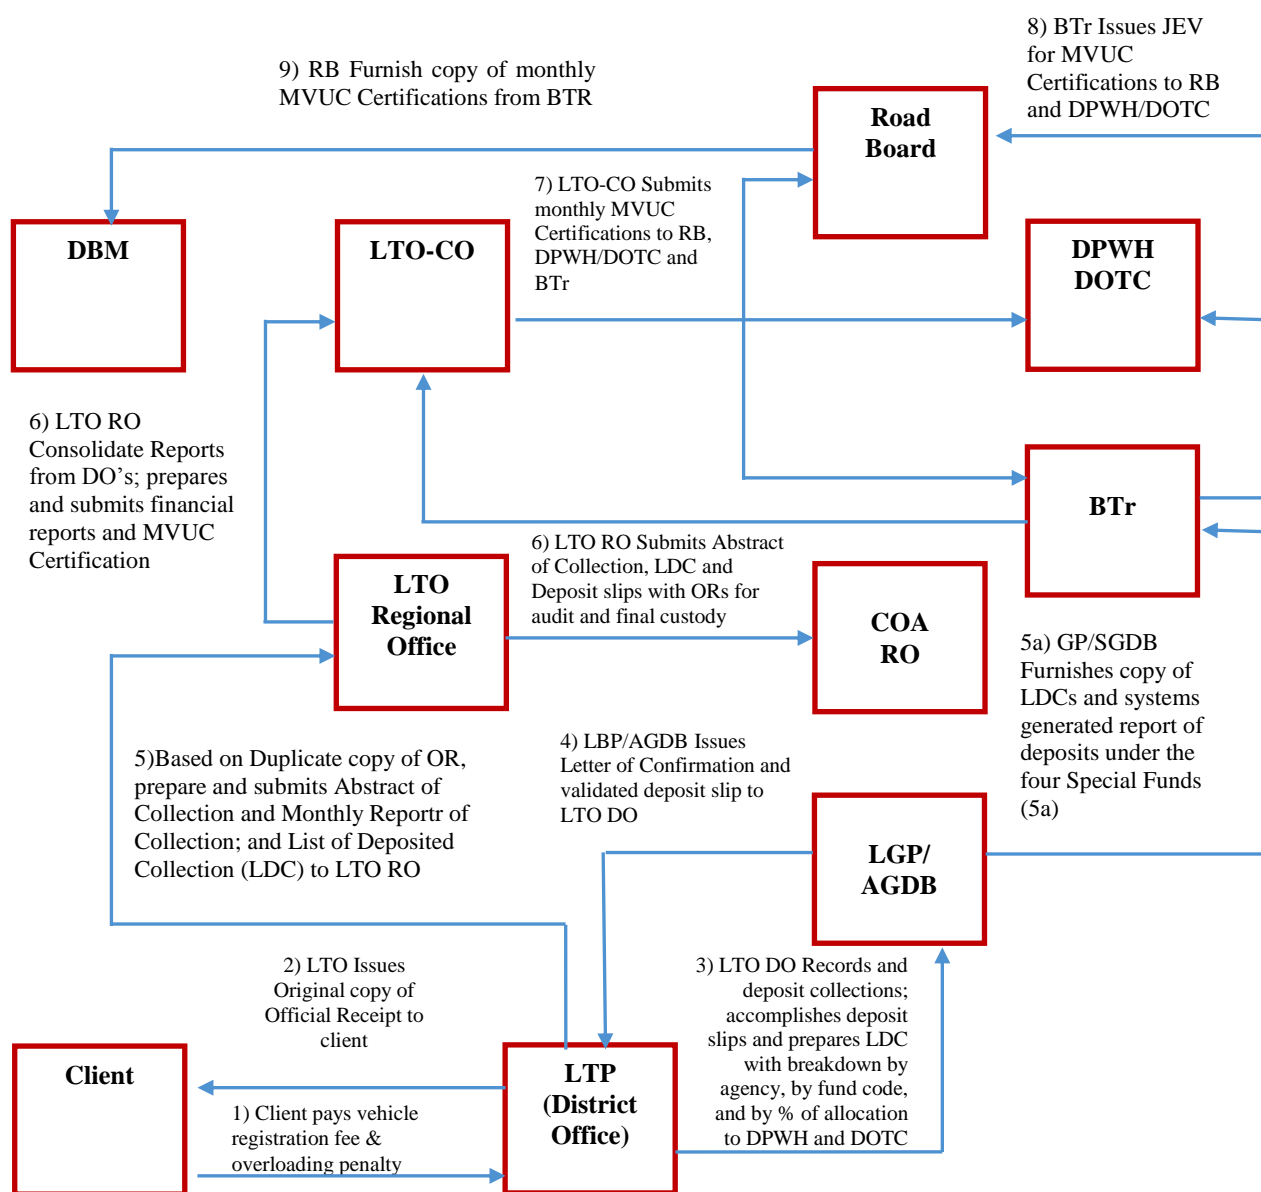 8) BTr Issues JEV
for MVUC
Certifications to RB
and DPWH/DOTC
9) RB Furnish copy of monthly
MVUC Certifications from BTR
Road
Board
7) LTO-CO Submits
monthly MVUC
Certifications to RB,
DPWH/DOTC and
BTr
DBM
LTO-CO
DPWH
DOTC
6) LTO RO
Consolidate Reports
from DO’s; prepares
and submits financial
reports and MVUC
Certification
BTr
6) LTO RO Submits Abstract
of Collection, LDC and
Deposit slips with ORs for
audit and final custody
LTO
Regional
Office
COA
RO
5a) GP/SGDB
Furnishes copy of
LDCs and systems
generated report of
deposits under the
four Special Funds
(5a)
5)Based on Duplicate copy of OR,
prepare and submits Abstract of
Collection and Monthly Reportr of
Collection; and List of Deposited
Collection (LDC) to LTO RO
4) LBP/AGDB Issues
Letter of Confirmation and
validated deposit slip to
LTO DO
LGP/
AGDB
2) LTO Issues
Original copy of
Official Receipt to
client
3) LTO DO Records and
deposit collections;
accomplishes deposit
slips and prepares LDC
with breakdown by
agency, by fund code,
and by % of allocation
to DPWH and DOTC
Client
LTP
(District
Office)
1) Client pays vehicle
registration fee &
overloading penalty